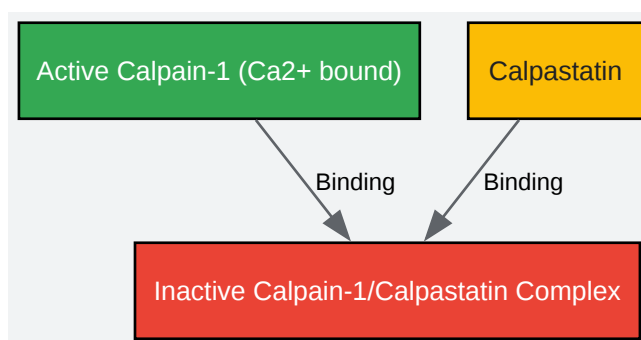 Active Calpain-1 (Ca2+ bound)
Calpastatin
Binding
Binding
Inactive Calpain-1/Calpastatin Complex